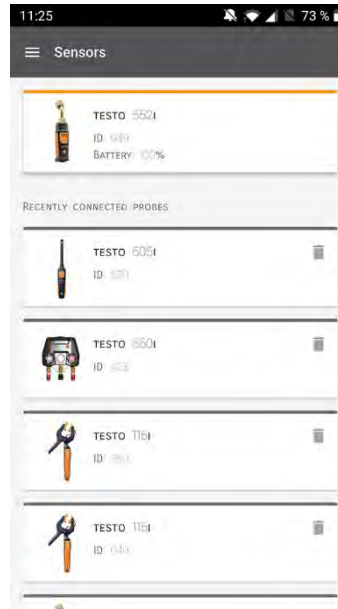 11:25 73 %
Sensors
TESTO 552I
ID: 949
BATTERY: 100%
RECENTLY CONNECTED PROBES
TESTO 605I
ID:
TESTO 550I
ID:
TESTO 115I
ID:
TESTO 115I
ID: 040